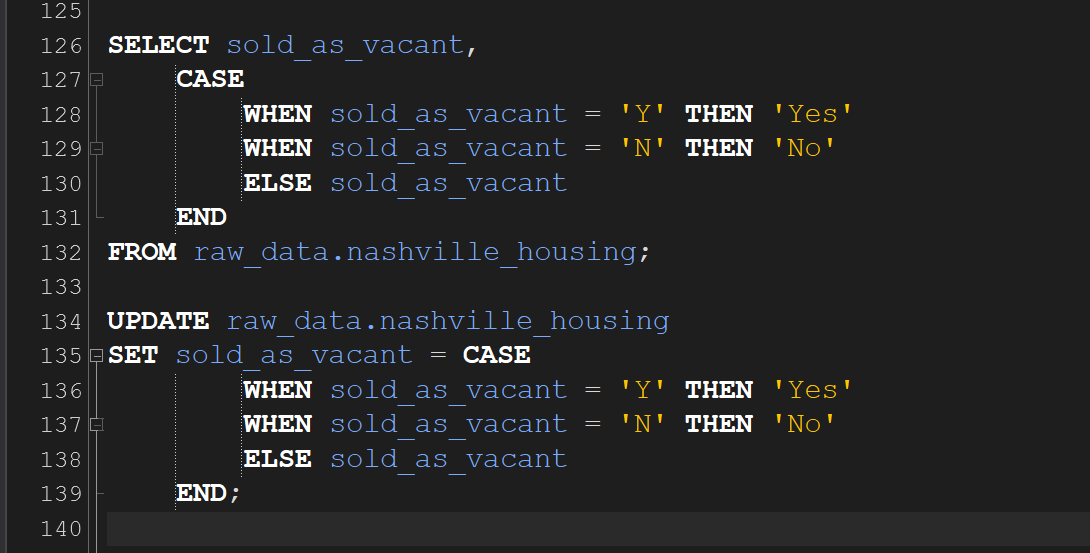 125
126 SELECT sold_as_vacant,
127 CASE
128 WHEN sold_as_vacant = 'Y' THEN 'Yes'
129 WHEN sold_as_vacant = 'N' THEN 'No'
130 ELSE sold_as_vacant
131 END
132 FROM raw_data.nashville_housing;
133
134 UPDATE raw_data.nashville_housing
135 SET sold_as_vacant = CASE
136 WHEN sold_as_vacant = 'Y' THEN 'Yes'
137 WHEN sold_as_vacant = 'N' THEN 'No'
138 ELSE sold_as_vacant
139 END;
140